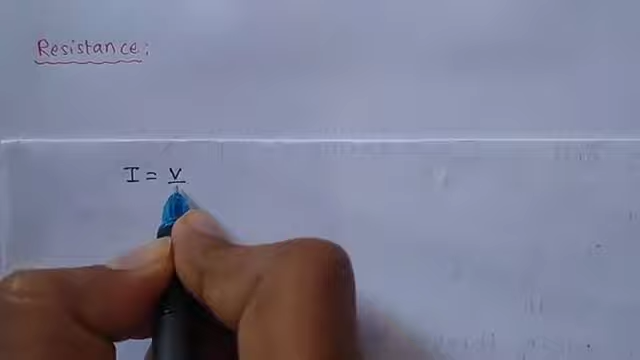 Resistance:
I = V